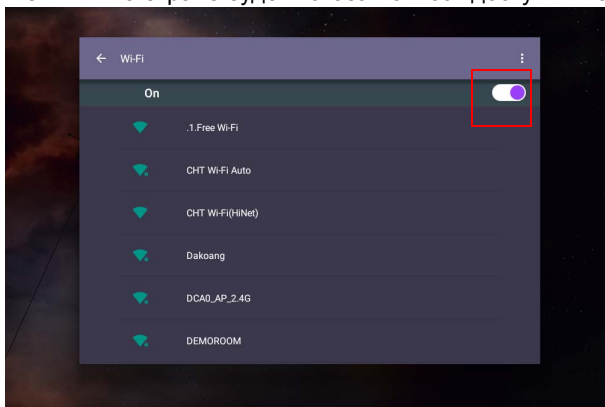 Wi-Fi
On
.1.Free Wi-Fi
CHT Wi-Fi Auto
CHT Wi-Fi(HiNet)
Dakoang
DCA0_AP_2.4G
DEMOROOM